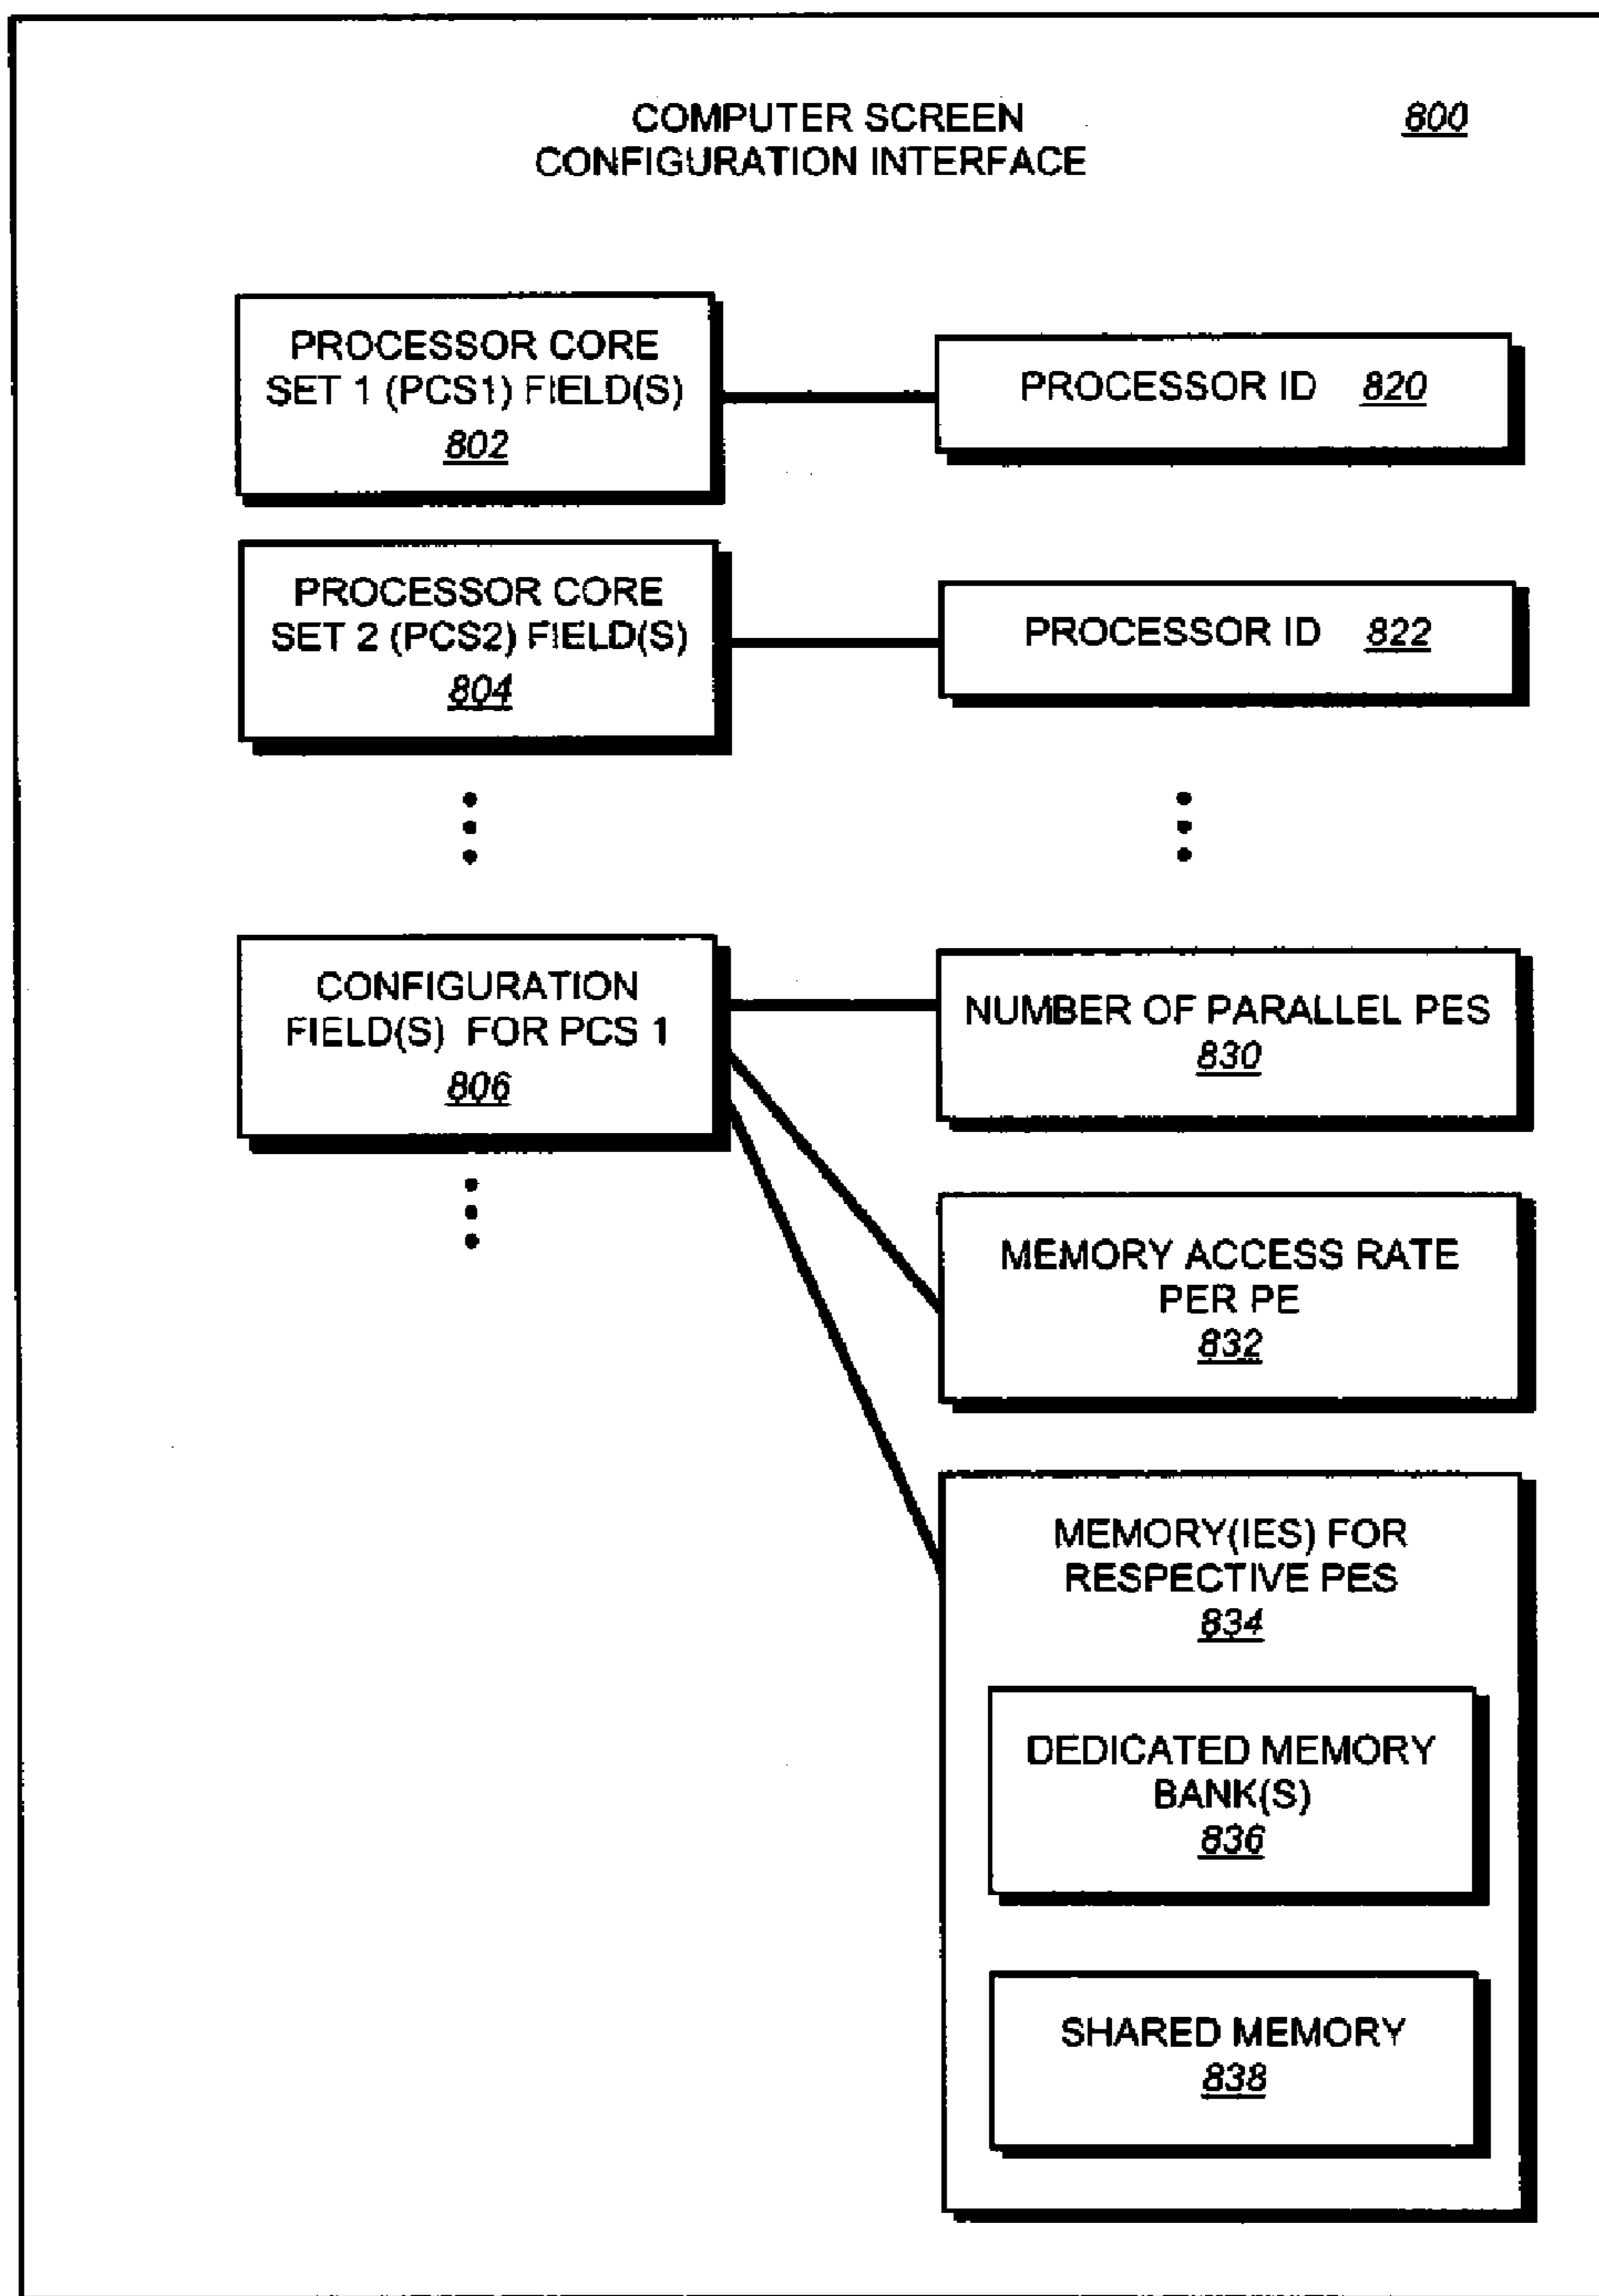 COMPUTER SCREEN
CONFIGURATION INTERFACE
800
PROCESSOR CORE
SET 1 (PCS1) FIELD(S)
802
PROCESSOR ID 820
PROCESSOR CORE
SET 2 (PCS2) FIELD(S)
804
PROCESSOR ID 822
CONFIGURATION
FIELD(S) FOR PCS 1
806
NUMBER OF PARALLEL PES
830
MEMORY ACCESS RATE
PER PE
832
MEMORY(IES) FOR
RESPECTIVE PES
834
DEDICATED MEMORY
BANK(S)
836
SHARED MEMORY
838